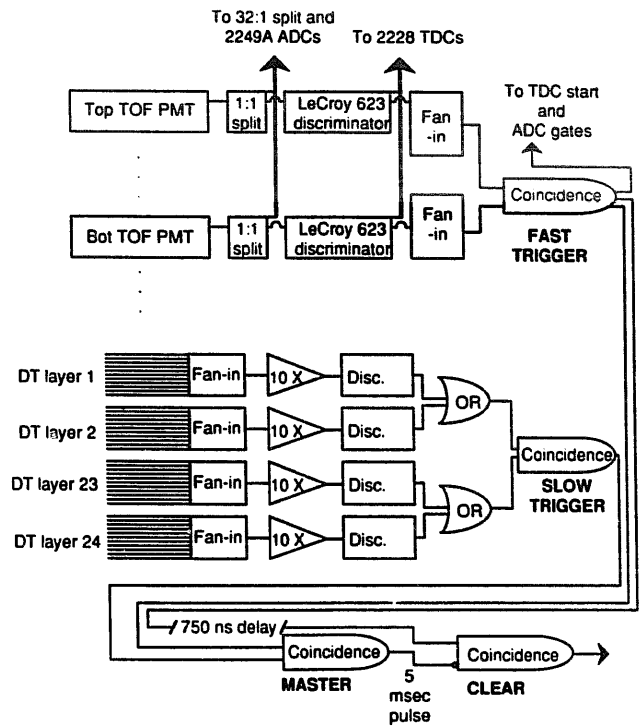 To 32:1 split and
2249A ADCs
To 2228 TDCs
To TDC start
and
ADC gates
Top TOF PMT
1:1
split
LeCroy 623
discriminator
Fan
-in
Coincidence
FAST
TRIGGER
Bot TOF PMT
1:1
split
LeCroy 623
discriminator
Fan
-in
DT layer 1
Fan-in
10 X
Disc.
OR
DT layer 2
Fan-in
10 X
Disc.
Coincidence
SLOW
TRIGGER
DT layer 23
Fan-in
10 X
Disc.
OR
DT layer 24
Fan-in
10 X
Disc.
750 ns delay
Coincidence
MASTER
5
msec
pulse
Coincidence
CLEAR